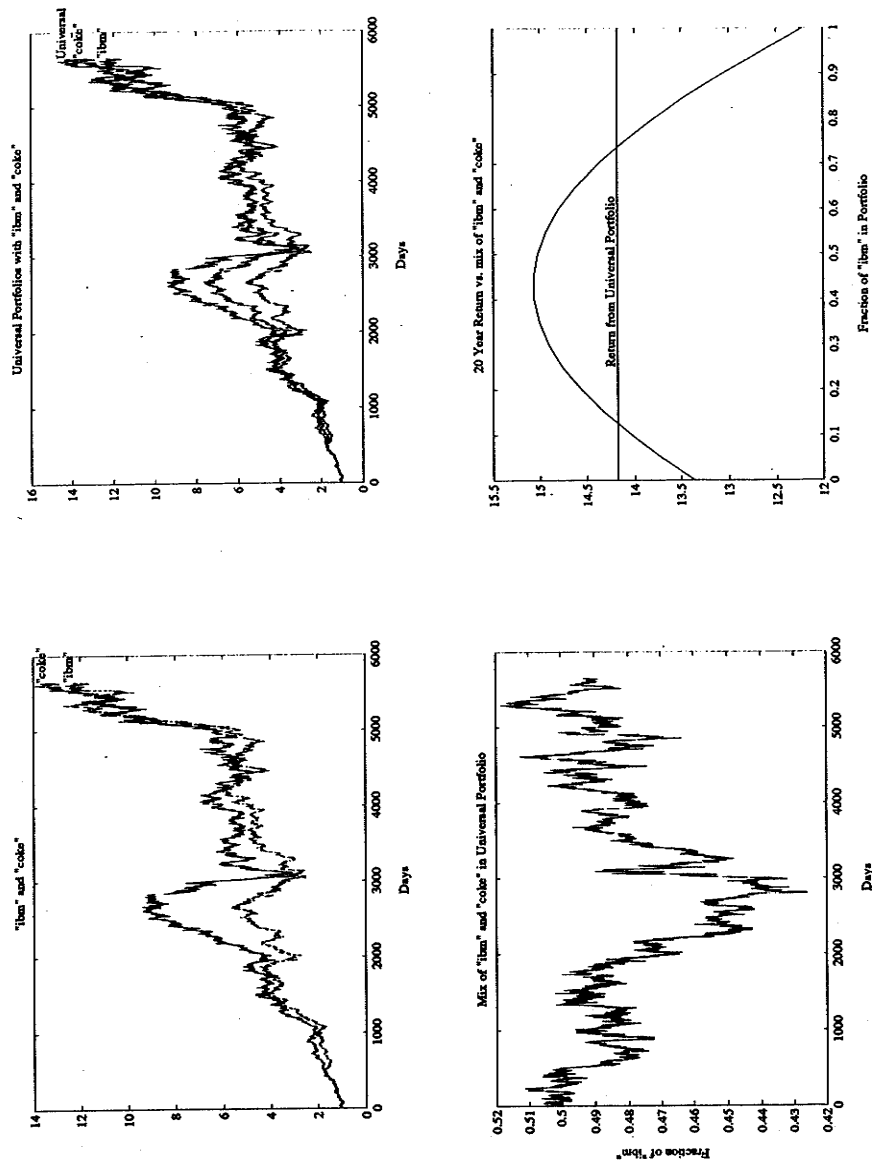 "ibm" and "coke"
14
12
10
8
6
4
2
0
"coke"
"ibm"
0 1000 2000 3000 4000 5000 6000
Days
Universal Portfolios with "ibm" and "coke"
16
14
12
10
8
6
4
2
0
Universal
"coke"
"ibm"
0 1000 2000 3000 4000 5000 6000
Days
Mix of "ibm" and "coke" in Universal Portfolio
Fraction of "ibm"
0.52
0.51
0.5
0.49
0.48
0.47
0.46
0.45
0.44
0.43
0.42
0 1000 2000 3000 4000 5000 6000
Days
20 Year Return vs. mix of "ibm" and "coke"
15.5
15
14.5
14
13.5
13
12.5
12
Return from Universal Portfolio
0 0.1 0.2 0.3 0.4 0.5 0.6 0.7 0.8 0.9 1
Fraction of "ibm" in Portfolio